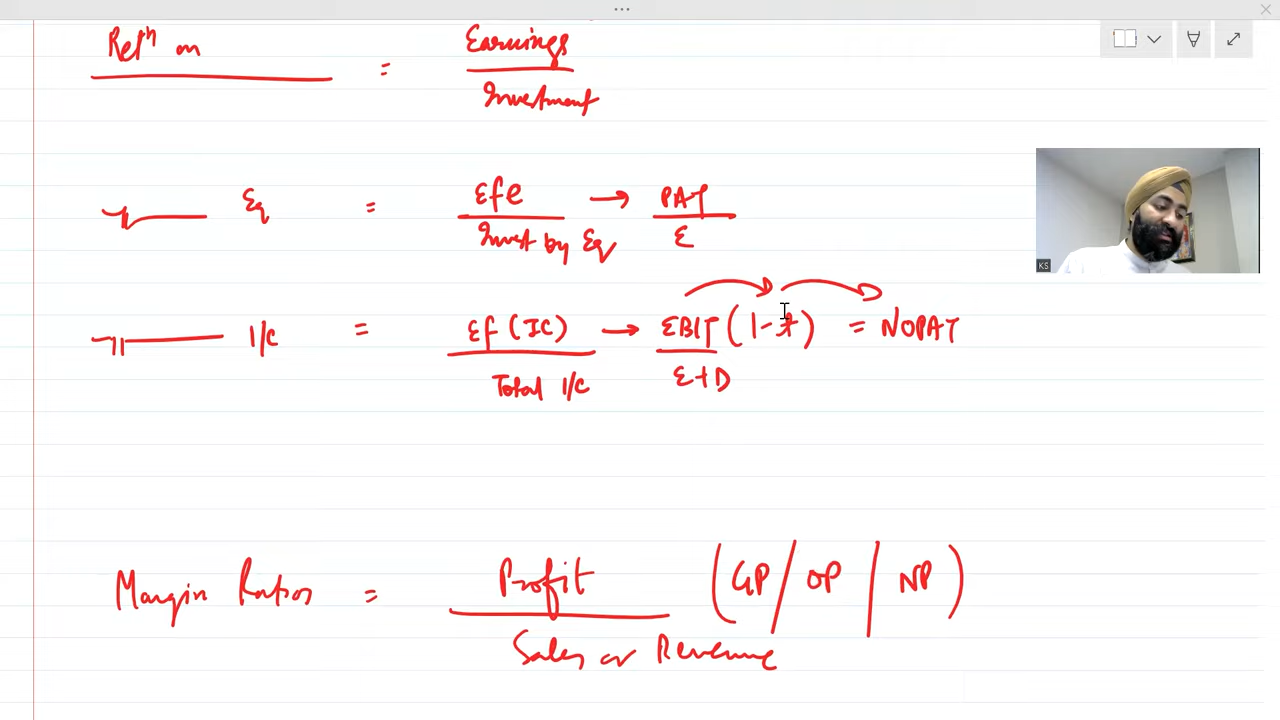 Retⁿ on = Earnings / Investment
" Eq = Efe / Invest by Eq → PAT / E
" I/C = Ef (IC) / Total I/C → EBIT (1-t) / E+D = NOPAT
KS
Margin Ratios = Profit / Sales or Revenue (GP / OP / NP)